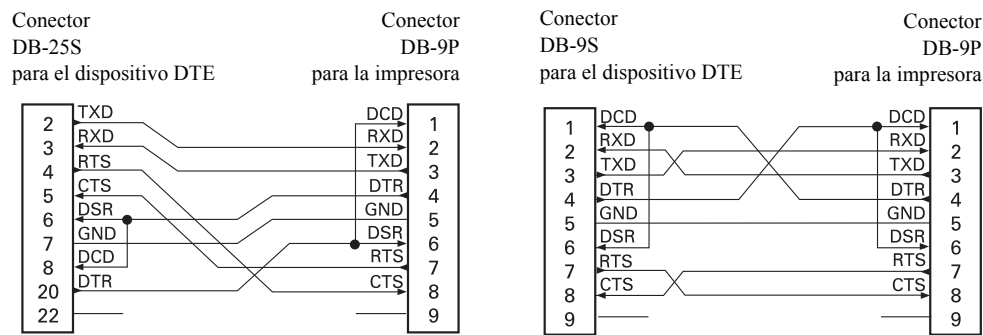 Conector
DB-25S
para el dispositivo DTE
Conector
DB-9P
para la impresora
2 TXD
3 RXD
4 RTS
5 CTS
6 DSR
7 GND
8 DCD
20 DTR
22
DCD 1
RXD 2
TXD 3
DTR 4
GND 5
DSR 6
RTS 7
CTS 8
9
Conector
DB-9S
para el dispositivo DTE
Conector
DB-9P
para la impresora
1 DCD
2 RXD
3 TXD
4 DTR
5 GND
6 DSR
7 RTS
8 CTS
9
DCD 1
RXD 2
TXD 3
DTR 4
GND 5
DSR 6
RTS 7
CTS 8
9